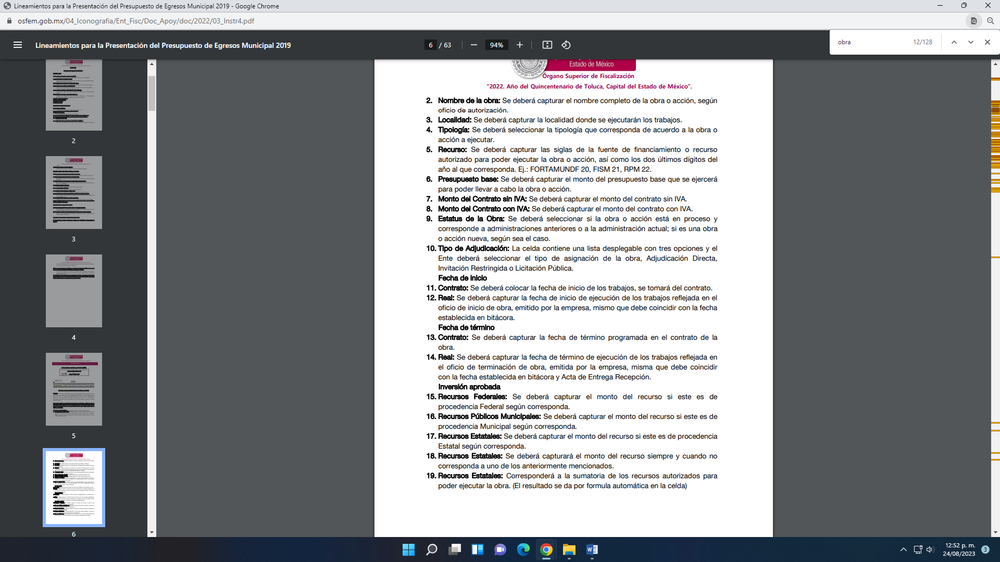 Lineamientos para la Presentación del Presupuesto de Egresos Municipal 2019 - Google Chrome
osfem.gob.mx/04_Iconografia/Ent_Fisc/Doc_Apoy/doc/2022/03_Instr4.pdf
Lineamientos para la Presentación del Presupuesto de Egresos Municipal 2019
6 / 63
94%
obra
12/128
2
3
4
5
6
Estado de México
Órgano Superior de Fiscalización
"2022. Año del Quincentenario de Toluca, Capital del Estado de México".
2. Nombre de la obra: Se deberá capturar el nombre completo de la obra o acción, según
oficio de autorización.
3. Localidad: Se deberá capturar la localidad donde se ejecutarán los trabajos.
4. Tipología: Se deberá seleccionar la tipología que corresponda de acuerdo a la obra o
acción a ejecutar.
5. Recurso: Se deberá capturar las siglas de la fuente de financiamiento o recurso
autorizado para poder ejecutar la obra o acción, así como los dos últimos dígitos del
año al que corresponda. Ej.: FORTAMUNDF 20, FISM 21, RPM 22.
6. Presupuesto base: Se deberá capturar el monto del presupuesto base que se ejercerá
para poder llevar a cabo la obra o acción.
7. Monto del Contrato sin IVA: Se deberá capturar el monto del contrato sin IVA.
8. Monto del Contrato con IVA: Se deberá capturar el monto del contrato con IVA.
9. Estatus de la Obra: Se deberá seleccionar si la obra o acción está en proceso y
corresponde a administraciones anteriores o a la administración actual; si es una obra
o acción nueva, según sea el caso.
10. Tipo de Adjudicación: La celda contiene una lista desplegable con tres opciones y el
Ente deberá seleccionar el tipo de asignación de la obra, Adjudicación Directa,
Invitación Restringida o Licitación Pública.
Fecha de inicio
11. Contrato: Se deberá colocar la fecha de inicio de los trabajos, se tomará del contrato.
12. Real: Se deberá capturar la fecha de inicio de ejecución de los trabajos reflejada en el
oficio de inicio de obra, emitido por la empresa, mismo que debe coincidir con la fecha
establecida en bitácora.
Fecha de término
13. Contrato: Se deberá capturar la fecha de término programada en el contrato de la
obra.
14. Real: Se deberá capturar la fecha de término de ejecución de los trabajos reflejada en
el oficio de terminación de obra, emitida por la empresa, misma que debe coincidir
con la fecha establecida en bitácora y Acta de Entrega Recepción.
Inversión aprobada
15. Recursos Federales: Se deberá capturar el monto del recurso si este es de
procedencia Federal según corresponda.
16. Recursos Públicos Municipales: Se deberá capturar el monto del recurso si este es de
procedencia Municipal según corresponda.
17. Recursos Estatales: Se deberá capturar el monto del recurso si este es de procedencia
Estatal según corresponda.
18. Recursos Estatales: Se deberá capturará el monto del recurso siempre y cuando no
corresponda a uno de los anteriormente mencionados.
19. Recursos Estatales: Corresponderá a la sumatoria de los recursos autorizados para
poder ejecutar la obra. (El resultado se da por formula automática en la celda)
12:52 p. m.
24/08/2023
3